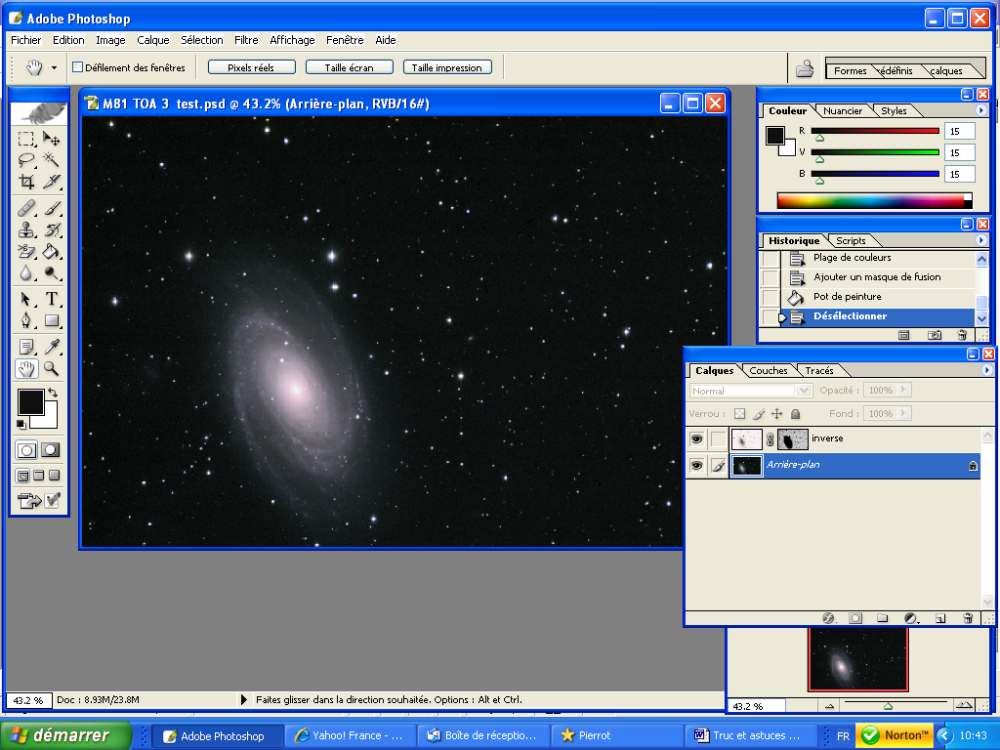 Adobe Photoshop
Fichier Edition Image Calque Sélection Filtre Affichage Fenêtre Aide
Défilement des fenêtres Pixels réels Taille écran Taille impression Formes édéfinis calques
M81 TOA 3 test.psd @ 43.2% (Arrière-plan, RVB/16#)
Couleur Nuancier Styles
R 15
V 15
B 15
Historique Scripts
Plage de couleurs
Ajouter un masque de fusion
Pot de peinture
Désélectionner
Calques Couches Tracés
Normal Opacité : 100%
Verrou : Fond : 100%
inverse
Arrière-plan
T
43.2 % Doc : 8.93M/23.8M Faites glisser dans la direction souhaitée. Options : Alt et Ctrl.
43.2 %
démarrer Adobe Photoshop Yahoo! France - ... Boîte de réceptio... Pierrot Truc et astuces ... FR Norton™ 10:43